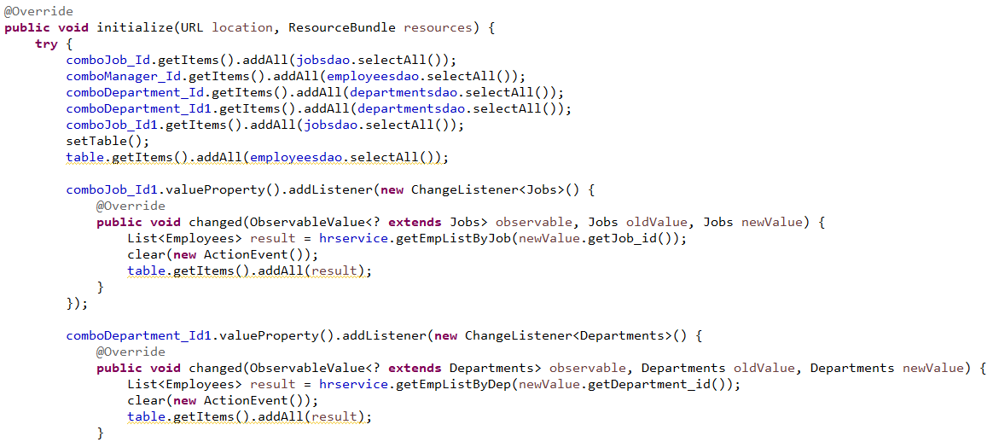 @Override
public void initialize(URL location, ResourceBundle resources) {
    try {
        comboJob_Id.getItems().addAll(jobsdao.selectAll());
        comboManager_Id.getItems().addAll(employeesdao.selectAll());
        comboDepartment_Id.getItems().addAll(departmentsdao.selectAll());
        comboDepartment_Id1.getItems().addAll(departmentsdao.selectAll());
        comboJob_Id1.getItems().addAll(jobsdao.selectAll());
        setTable();
        table.getItems().addAll(employeesdao.selectAll());

        comboJob_Id1.valueProperty().addListener(new ChangeListener<Jobs>() {
            @Override
            public void changed(ObservableValue<? extends Jobs> observable, Jobs oldValue, Jobs newValue) {
                List<Employees> result = hrservice.getEmpListByJob(newValue.getJob_id());
                clear(new ActionEvent());
                table.getItems().addAll(result);
            }
        });

        comboDepartment_Id1.valueProperty().addListener(new ChangeListener<Departments>() {
            @Override
            public void changed(ObservableValue<? extends Departments> observable, Departments oldValue, Departments newValue) {
                List<Employees> result = hrservice.getEmpListByDep(newValue.getDepartment_id());
                clear(new ActionEvent());
                table.getItems().addAll(result);
            }